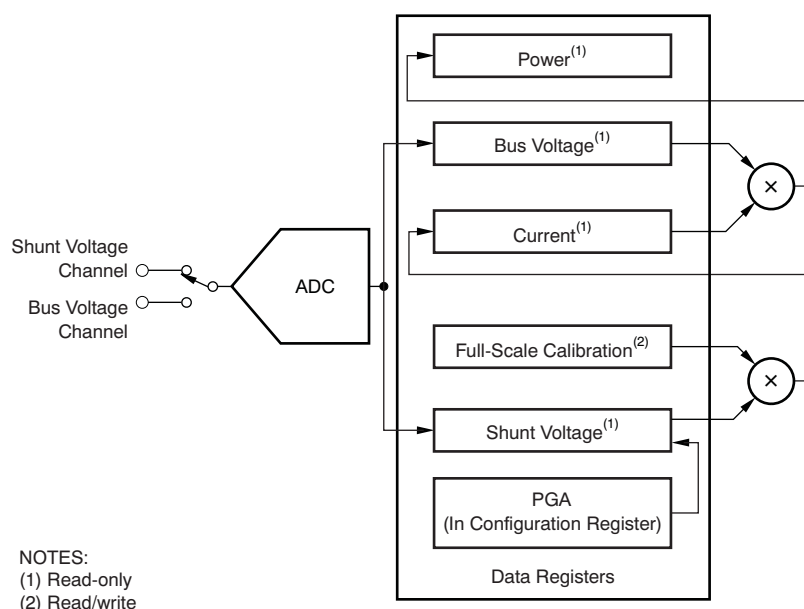 Power(1)
Bus Voltage(1)
×
Current(1)
Shunt Voltage
Channel
ADC
Bus Voltage
Channel
Full-Scale Calibration(2)
×
Shunt Voltage(1)
PGA
(In Configuration Register)
Data Registers
NOTES:
(1) Read-only
(2) Read/write